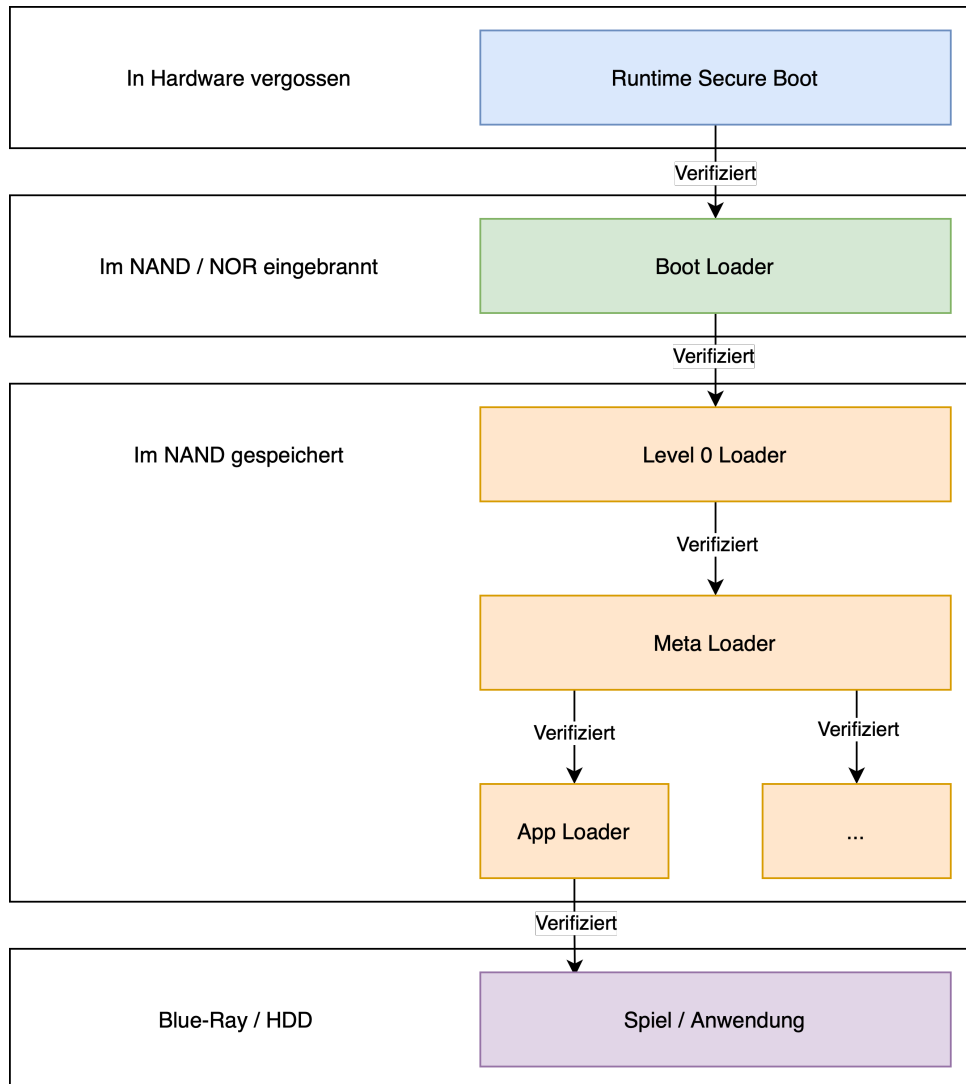 In Hardware vergossen
Runtime Secure Boot
Verifiziert
Im NAND / NOR eingebrannt
Boot Loader
Verifiziert
Im NAND gespeichert
Level 0 Loader
Verifiziert
Meta Loader
Verifiziert
Verifiziert
App Loader
...
Verifiziert
Blue-Ray / HDD
Spiel / Anwendung